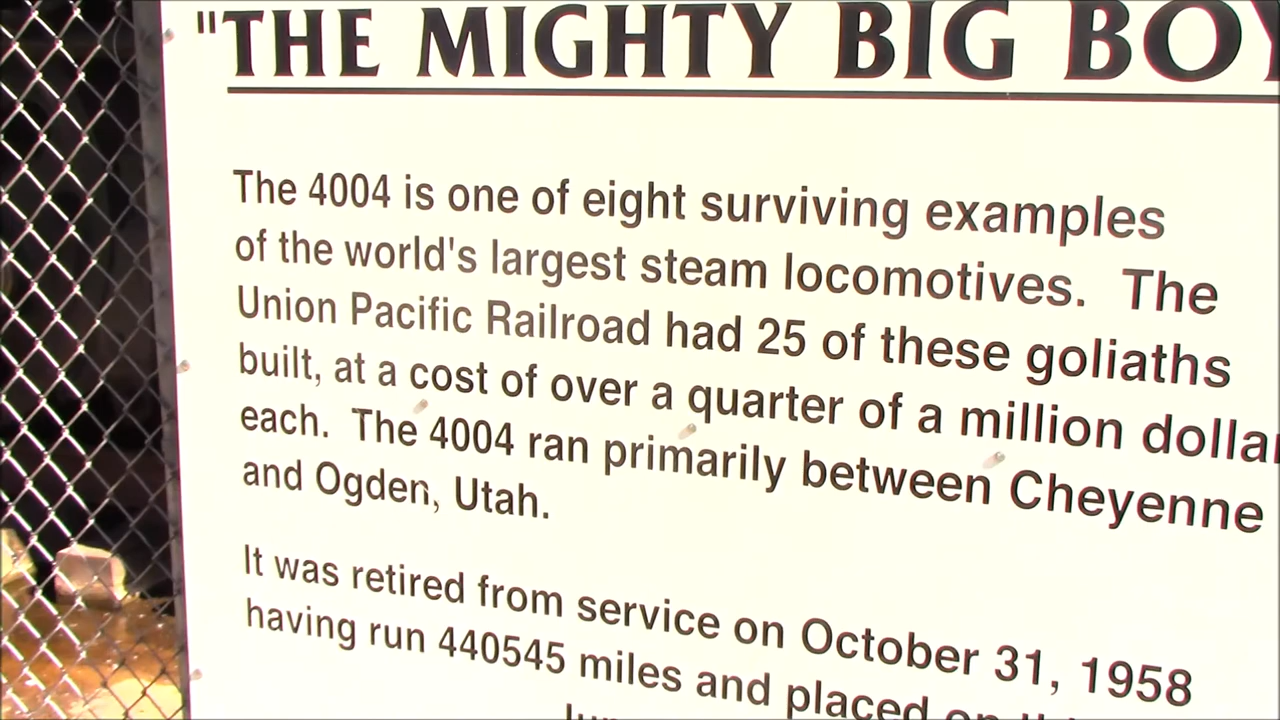 "THE MIGHTY BIG BOY
The 4004 is one of eight surviving examples
of the world's largest steam locomotives. The
Union Pacific Railroad had 25 of these goliaths
built, at a cost of over a quarter of a million
each. The 4004 ran primarily between Cheyenne
and Ogden, Utah.
It was retired from service on October 31, 1958
having run 440545 miles and placed on